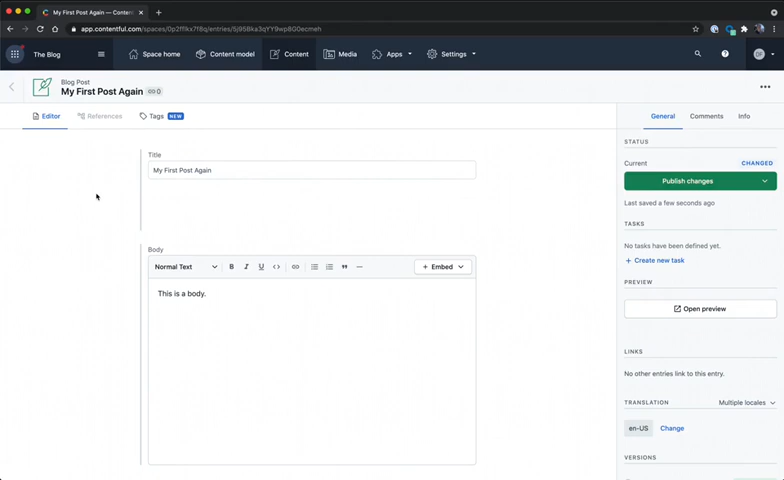 My First Post Again — Conten
app.contentful.com/spaces/0p2fflkx7f8q/entries/5j95Bka3qYY9wp8G0ecmeh
The Blog
Space home
Content model
Content
Media
Apps
Settings
DF
Blog Post
My First Post Again
0
Editor
References
Tags
NEW
General
Comments
Info
Title
My First Post Again
Body
Normal Text
B
I
U
+ Embed
This is a body.
STATUS
Current
CHANGED
Publish changes
Last saved a few seconds ago
TASKS
No tasks have been defined yet.
+ Create new task
PREVIEW
Open preview
LINKS
No other entries link to this entry.
TRANSLATION
Multiple locales
en-US
Change
VERSIONS